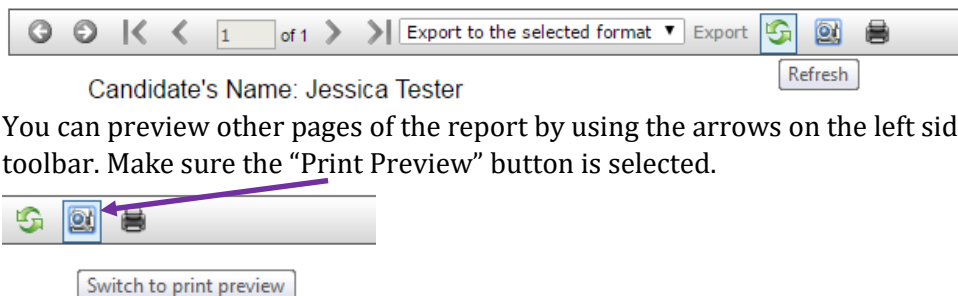 1 of 1 Export to the selected format Export
Refresh
Candidate's Name: Jessica Tester
You can preview other pages of the report by using the arrows on the left sid
toolbar. Make sure the “Print Preview” button is selected.
Switch to print preview